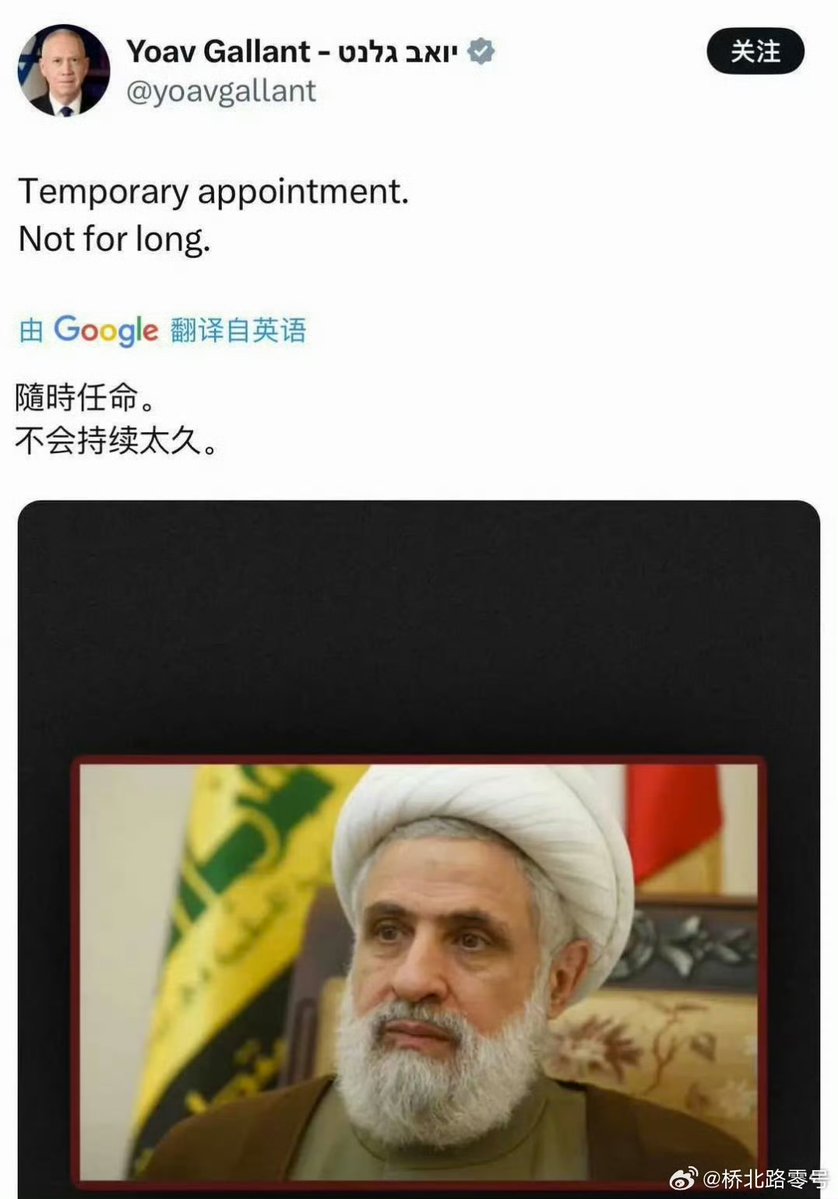 Yoav Gallant - יואב גלנט
关注
@yoavgallant
Temporary appointment.
Not for long.
由 Google 翻译自英语
隨時任命。
不会持续太久。
@桥北路零号